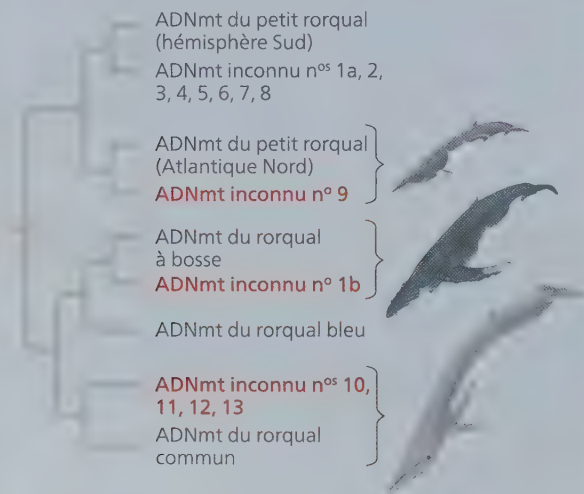 ADNmt du petit rorqual
(hémisphère Sud)
ADNmt inconnu nos 1a, 2,
3, 4, 5, 6, 7, 8
ADNmt du petit rorqual
(Atlantique Nord)
ADNmt inconnu no 9
ADNmt du rorqual
à bosse
ADNmt inconnu no 1b
ADNmt du rorqual bleu
ADNmt inconnu nos 10,
11, 12, 13
ADNmt du rorqual
commun